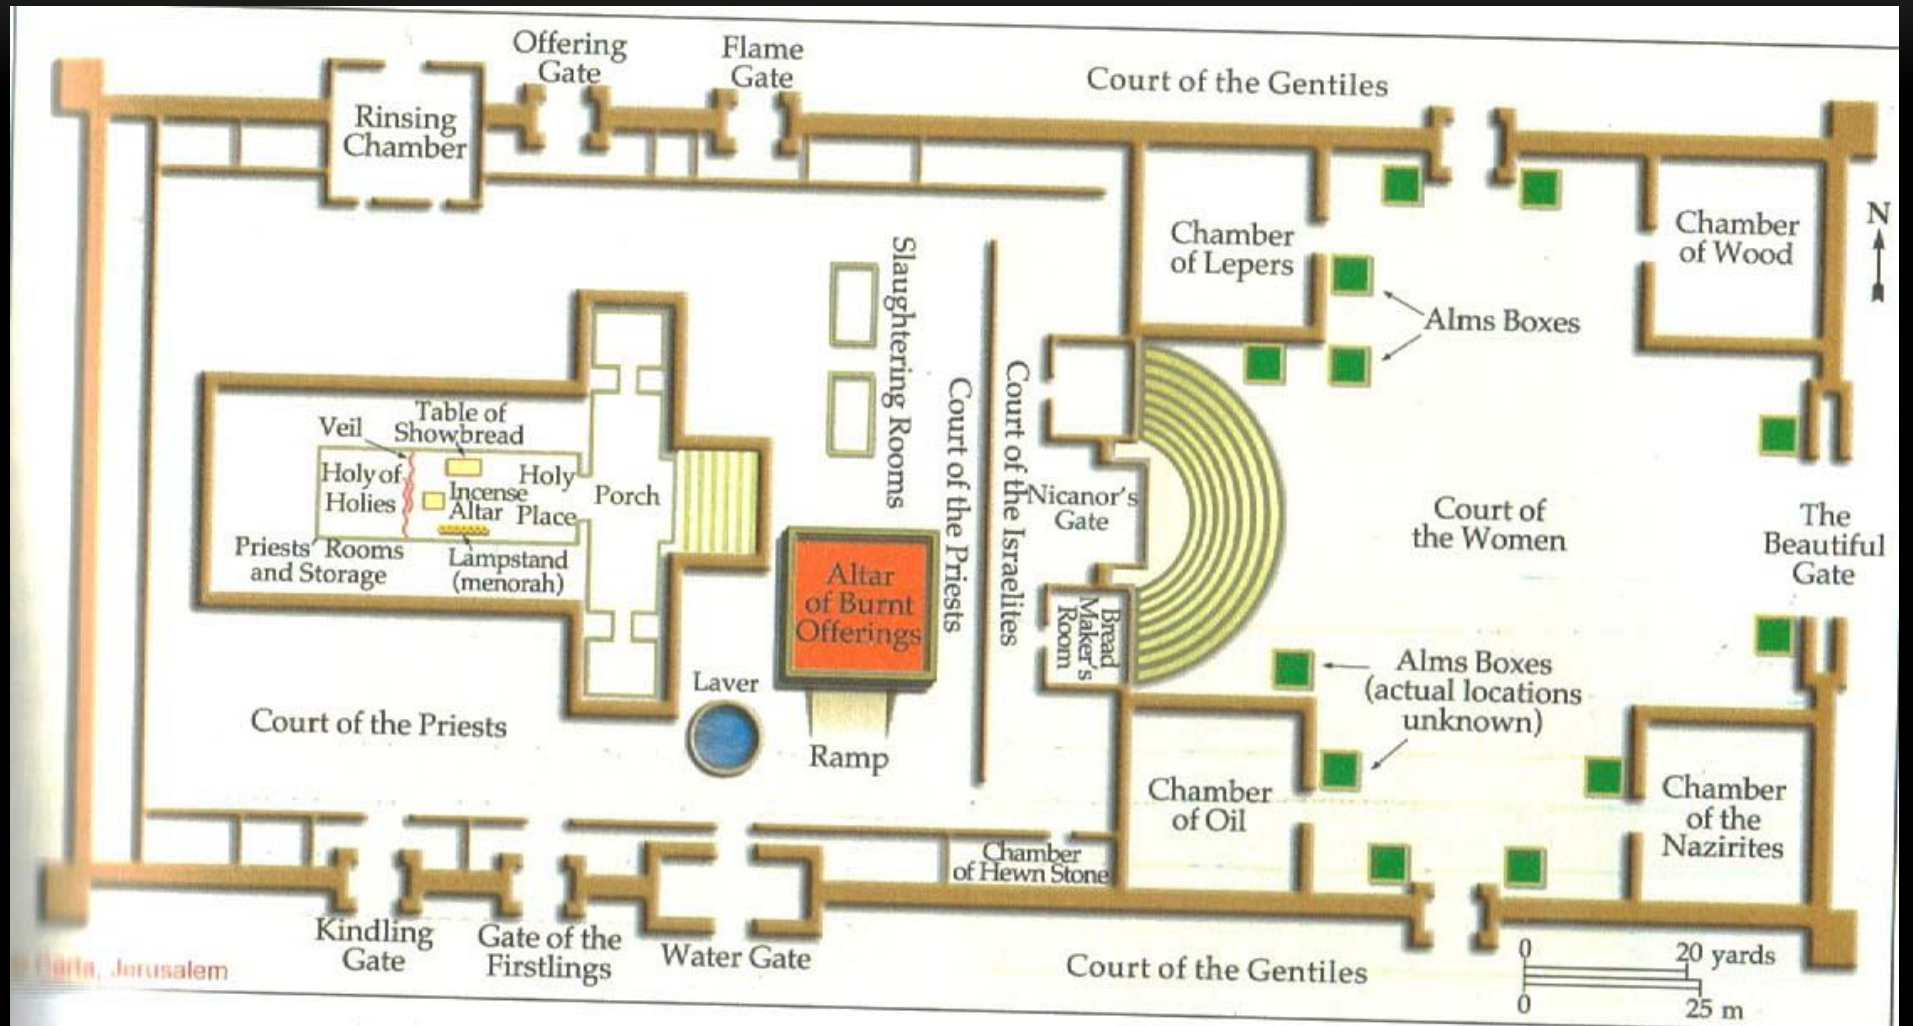 Offering
Gate
Flame
Gate
Court of the Gentiles
Rinsing
Chamber
Chamber
of Lepers
Chamber
of Wood
N
Alms Boxes
Slaughtering Rooms
Court of the Priests
Court of the Israelites
Veil
Table of
Showbread
Holy of
Holies
Incense
Altar
Holy
Place
Porch
Priests' Rooms
and Storage
Lampstand
(menorah)
Nicanor's
Gate
Court of
the Women
The
Beautiful
Gate
Altar
of Burnt
Offerings
Bread
Maker's
Room
Laver
Ramp
Court of the Priests
Alms Boxes
(actual locations
unknown)
Chamber
of Oil
Chamber
of the
Nazirites
Chamber
of Hewn Stone
Kindling
Gate
Gate of the
Firstlings
Water Gate
Court of the Gentiles
0 20 yards
0 25 m
Jerusalem